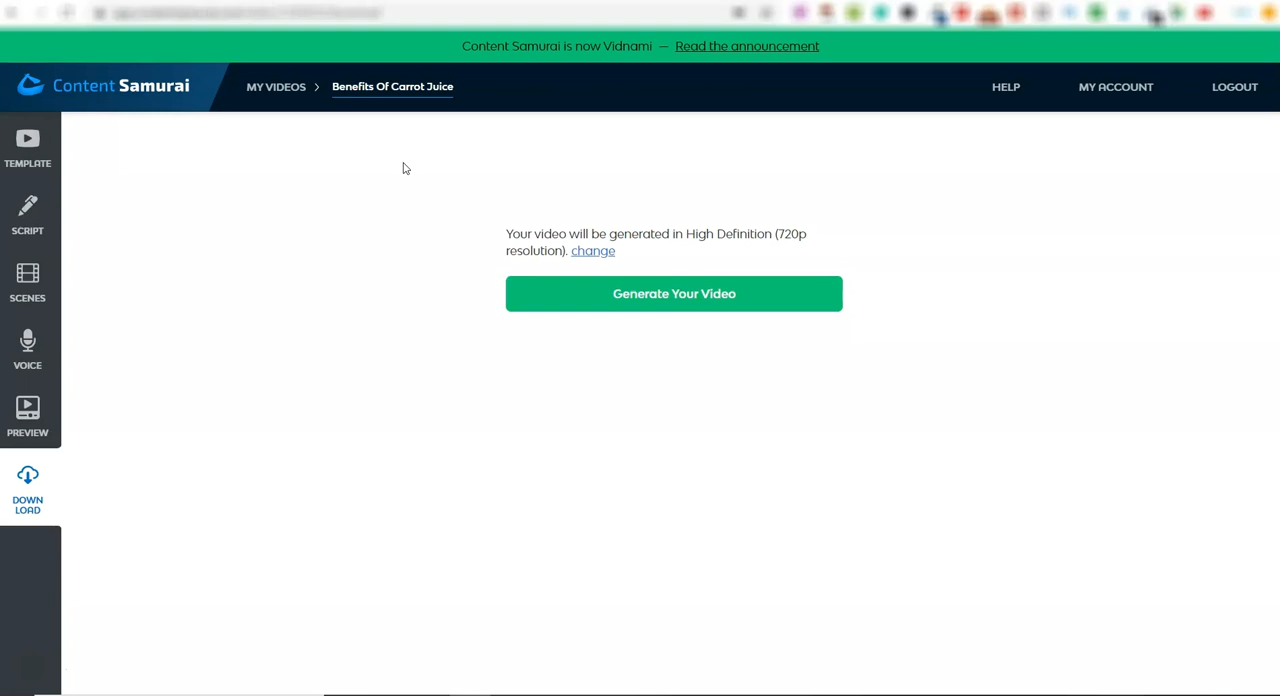 Content Samurai is now Vidnami — Read the announcement
Content Samurai
MY VIDEOS > Benefits Of Carrot Juice
HELP
MY ACCOUNT
LOGOUT
TEMPLATE
SCRIPT
SCENES
VOICE
PREVIEW
DOWN
LOAD
Your video will be generated in High Definition (720p
resolution). change
Generate Your Video